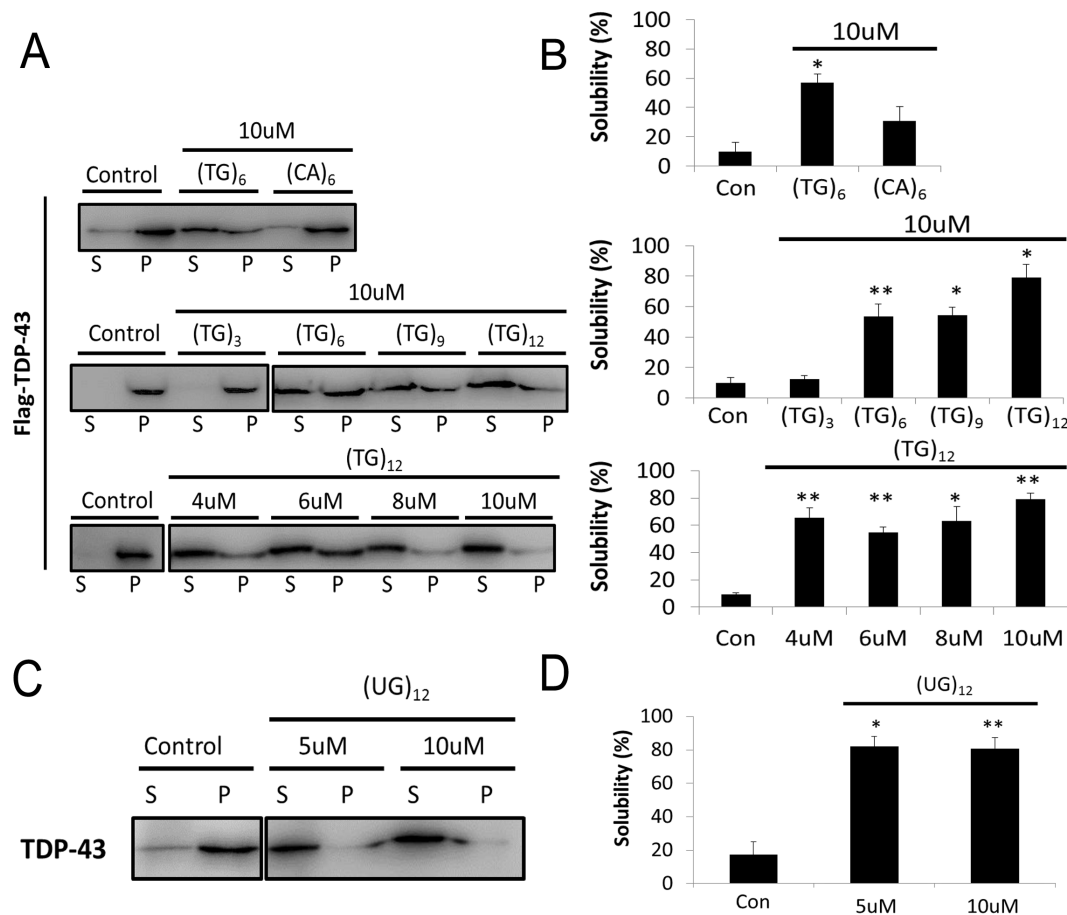 A
10uM
Control (TG)₆ (CA)₆
S P S P S P
10uM
Control (TG)₃ (TG)₆ (TG)₉ (TG)₁₂
S P S P S P S P S P
(TG)₁₂
Control 4uM 6uM 8uM 10uM
S P S P S P S P S P
Flag-TDP-43
B
10uM
Solubility (%)
100
80
60
40
20
0
*
Con (TG)₆ (CA)₆
10uM
Solubility (%)
100
80
60
40
20
0
** * *
Con (TG)₃ (TG)₆ (TG)₉ (TG)₁₂
(TG)₁₂
Solubility (%)
100
80
60
40
20
0
** ** * **
Con 4uM 6uM 8uM 10uM
C
(UG)₁₂
Control 5uM 10uM
S P S P S P
TDP-43
D
(UG)₁₂
Solubility (%)
100
80
60
40
20
0
* **
Con 5uM 10uM